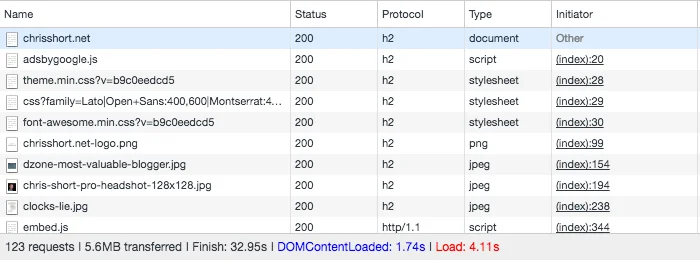 Name Status Protocol Type Initiator
chrisshort.net 200 h2 document Other
adsbygoogle.js 200 h2 script (index):20
theme.min.css?v=b9c0eedcd5 200 h2 stylesheet (index):28
css?family=Lato|Open+Sans:400,600|Montserrat:4... 200 h2 stylesheet (index):29
font-awesome.min.css?v=b9c0eedcd5 200 h2 stylesheet (index):30
chrisshort.net-logo.png 200 h2 png (index):99
dzone-most-valuable-blogger.jpg 200 h2 jpeg (index):154
chris-short-pro-headshot-128x128.jpg 200 h2 jpeg (index):194
clocks-lie.jpg 200 h2 jpeg (index):238
embed.js 200 http/1.1 script (index):344
123 requests | 5.6MB transferred | Finish: 32.95s | DOMContentLoaded: 1.74s | Load: 4.11s